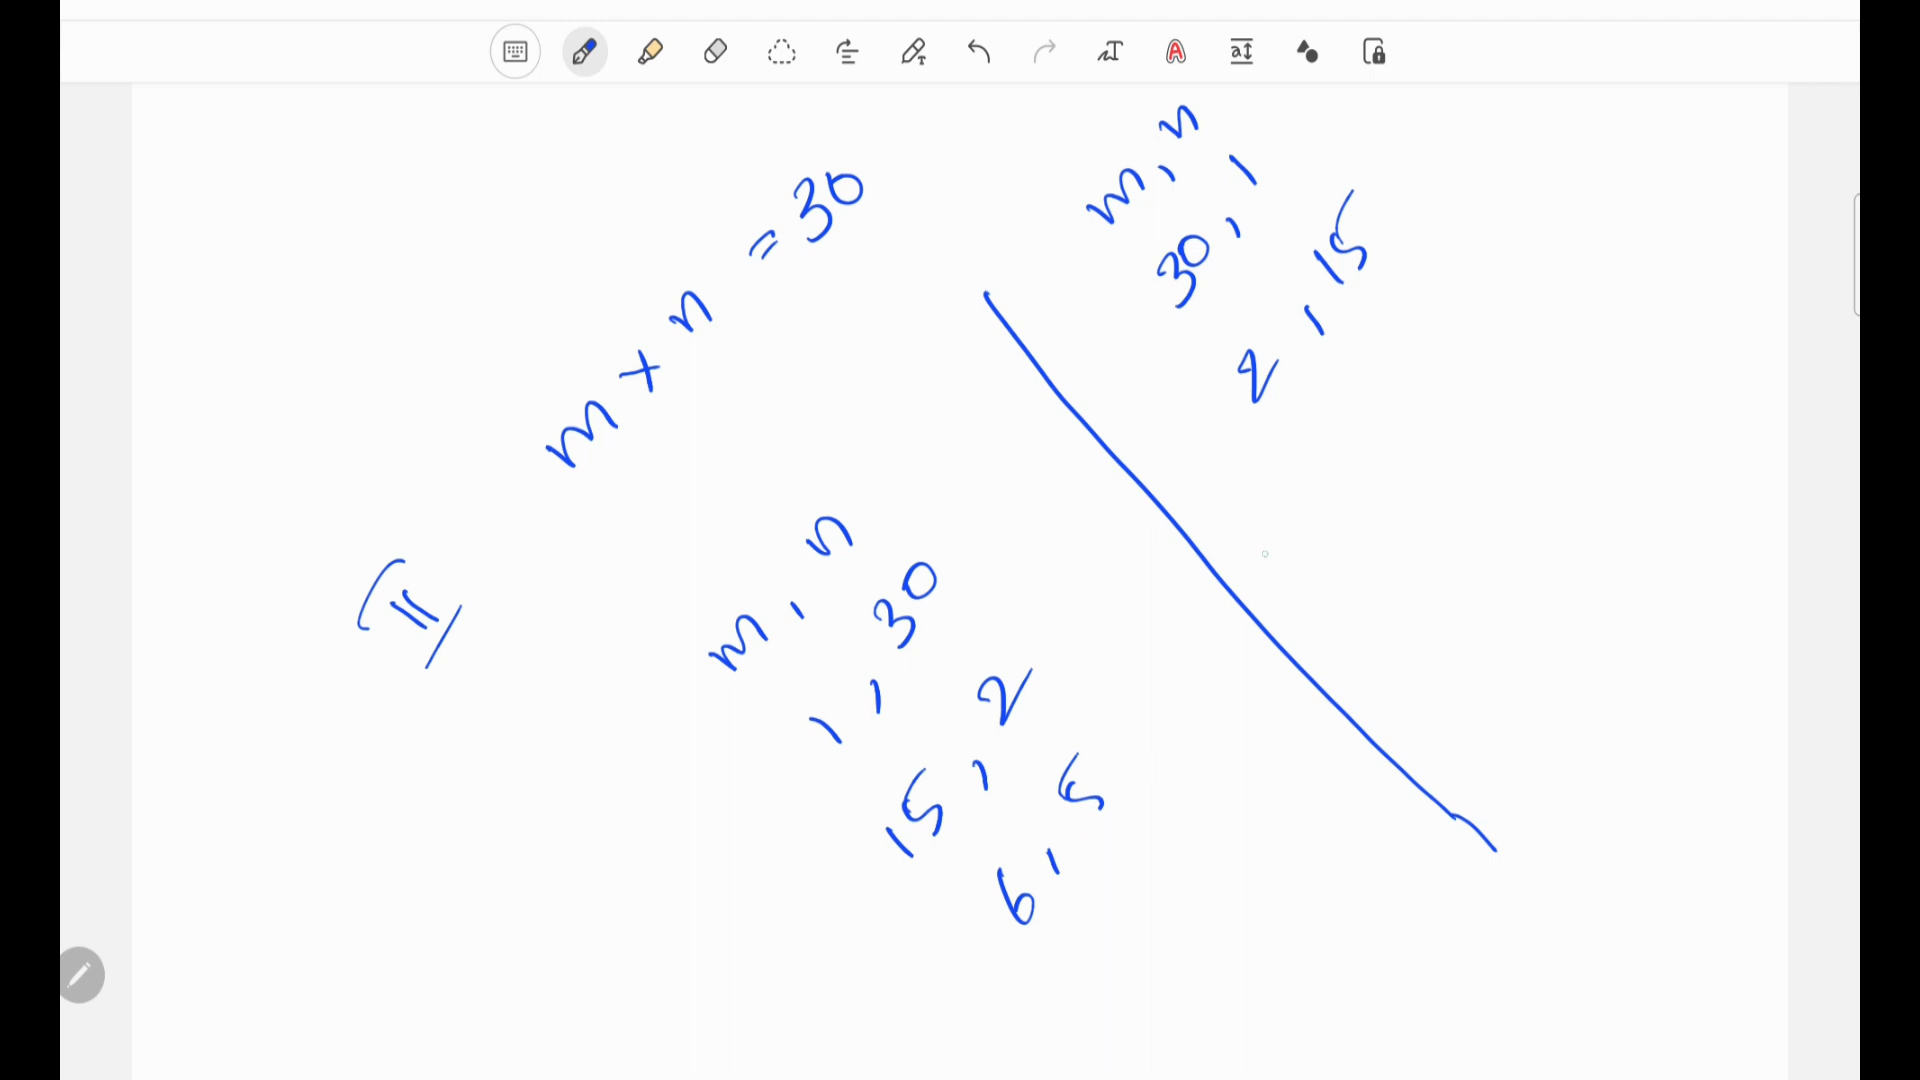 m × n = 30
(II)
m, n
1, 30
15, 2
6, 5
m, n
30, 1
2, 15